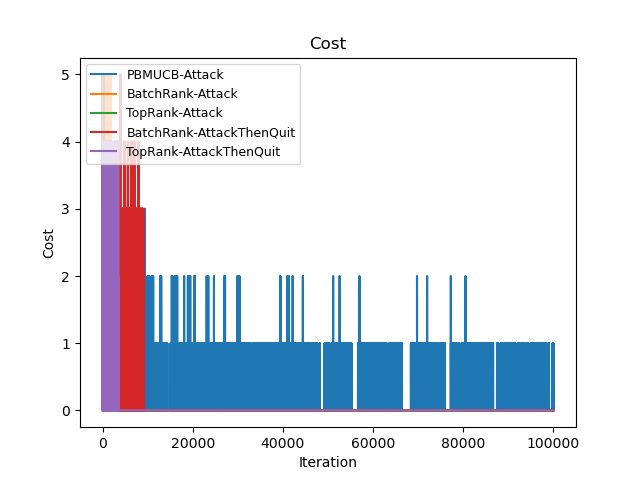 Cost
PBMUCB-Attack
BatchRank-Attack
TopRank-Attack
BatchRank-AttackThenQuit
TopRank-AttackThenQuit
Cost
5
4
3
2
1
0
0 20000 40000 60000 80000 100000
Iteration